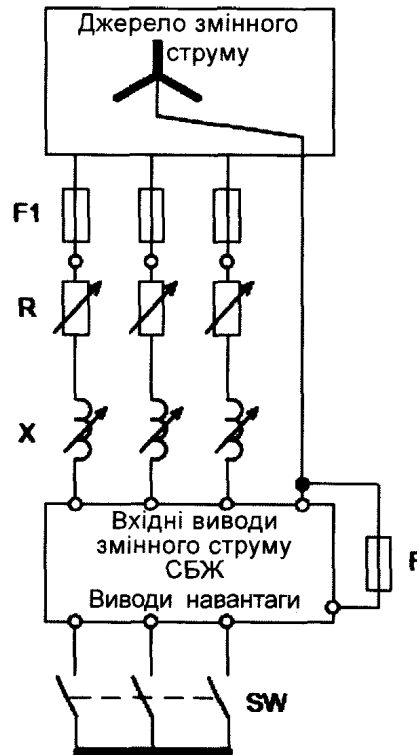 Джерело змінного
струму
F1
R
X
Вхідні виводи
змінного струму
СБЖ
Виводи навантаги
F
SW